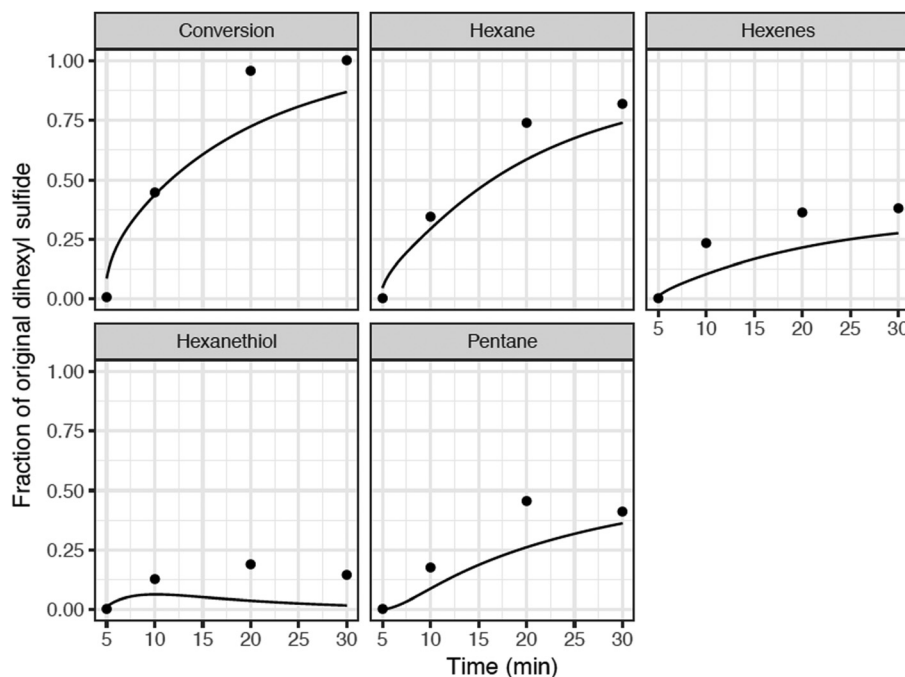 Conversion Hexane Hexenes
1.00
0.75
0.50
0.25
0.00
5 10 15 20 25 30
Hexanethiol Pentane
1.00
0.75
0.50
0.25
0.00
5 10 15 20 25 30 5 10 15 20 25 30
Time (min)
Fraction of original dihexyl sulfide